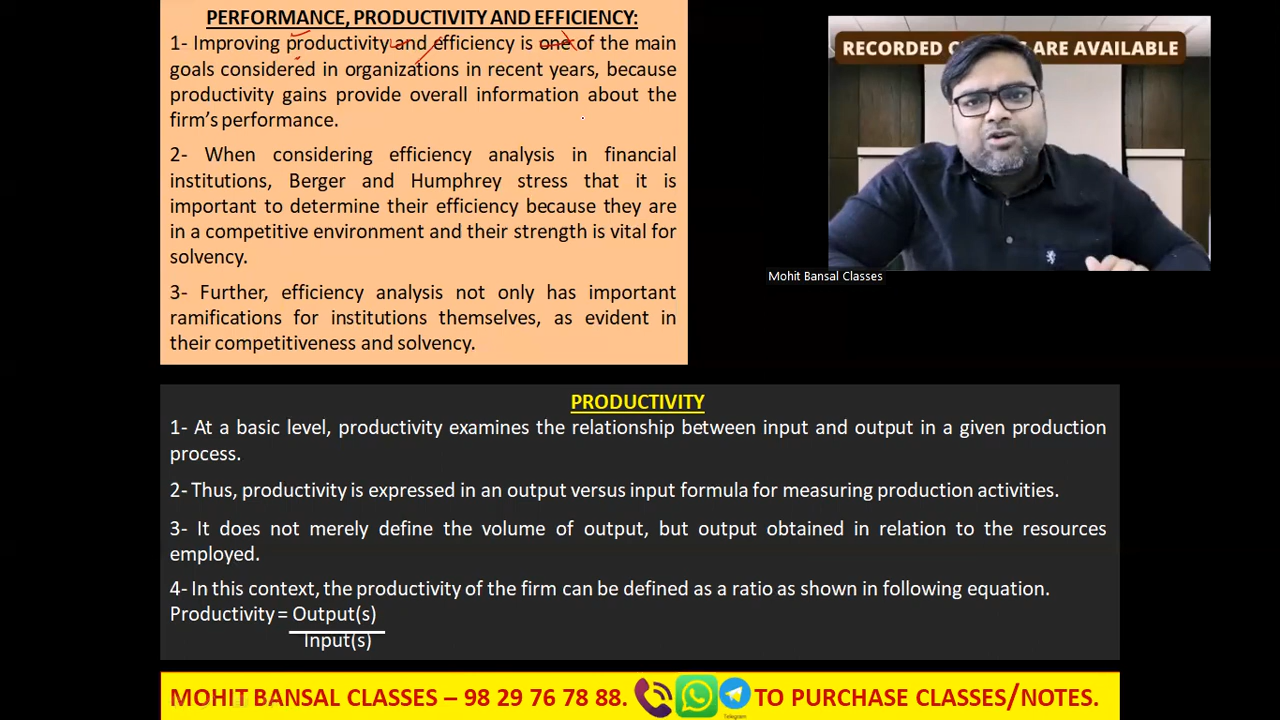 PERFORMANCE, PRODUCTIVITY AND EFFICIENCY:
1- Improving productivity and efficiency is one of the main
goals considered in organizations in recent years, because
productivity gains provide overall information about the
firm's performance.
2- When considering efficiency analysis in financial
institutions, Berger and Humphrey stress that it is
important to determine their efficiency because they are
in a competitive environment and their strength is vital for
solvency.
3- Further, efficiency analysis not only has important
ramifications for institutions themselves, as evident in
their competitiveness and solvency.
RECORDED ARE AVAILABLE
Mohit Bansal Classes
PRODUCTIVITY
1- At a basic level, productivity examines the relationship between input and output in a given production
process.
2- Thus, productivity is expressed in an output versus input formula for measuring production activities.
3- It does not merely define the volume of output, but output obtained in relation to the resources
employed.
4- In this context, the productivity of the firm can be defined as a ratio as shown in following equation.
Productivity = Output(s)
Input(s)
MOHIT BANSAL CLASSES – 98 29 76 78 88. TO PURCHASE CLASSES/NOTES.
Telegram